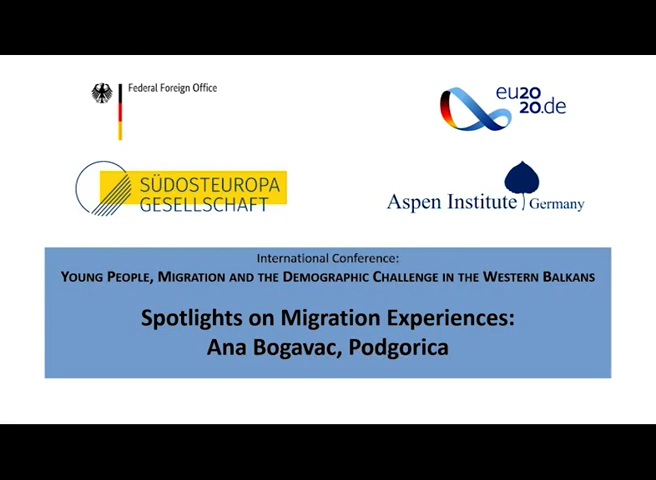 Federal Foreign Office
eu20
20.de
SÜDOSTEUROPA
GESELLSCHAFT
Aspen Institute Germany
International Conference:
YOUNG PEOPLE, MIGRATION AND THE DEMOGRAPHIC CHALLENGE IN THE WESTERN BALKANS
Spotlights on Migration Experiences:
Ana Bogavac, Podgorica